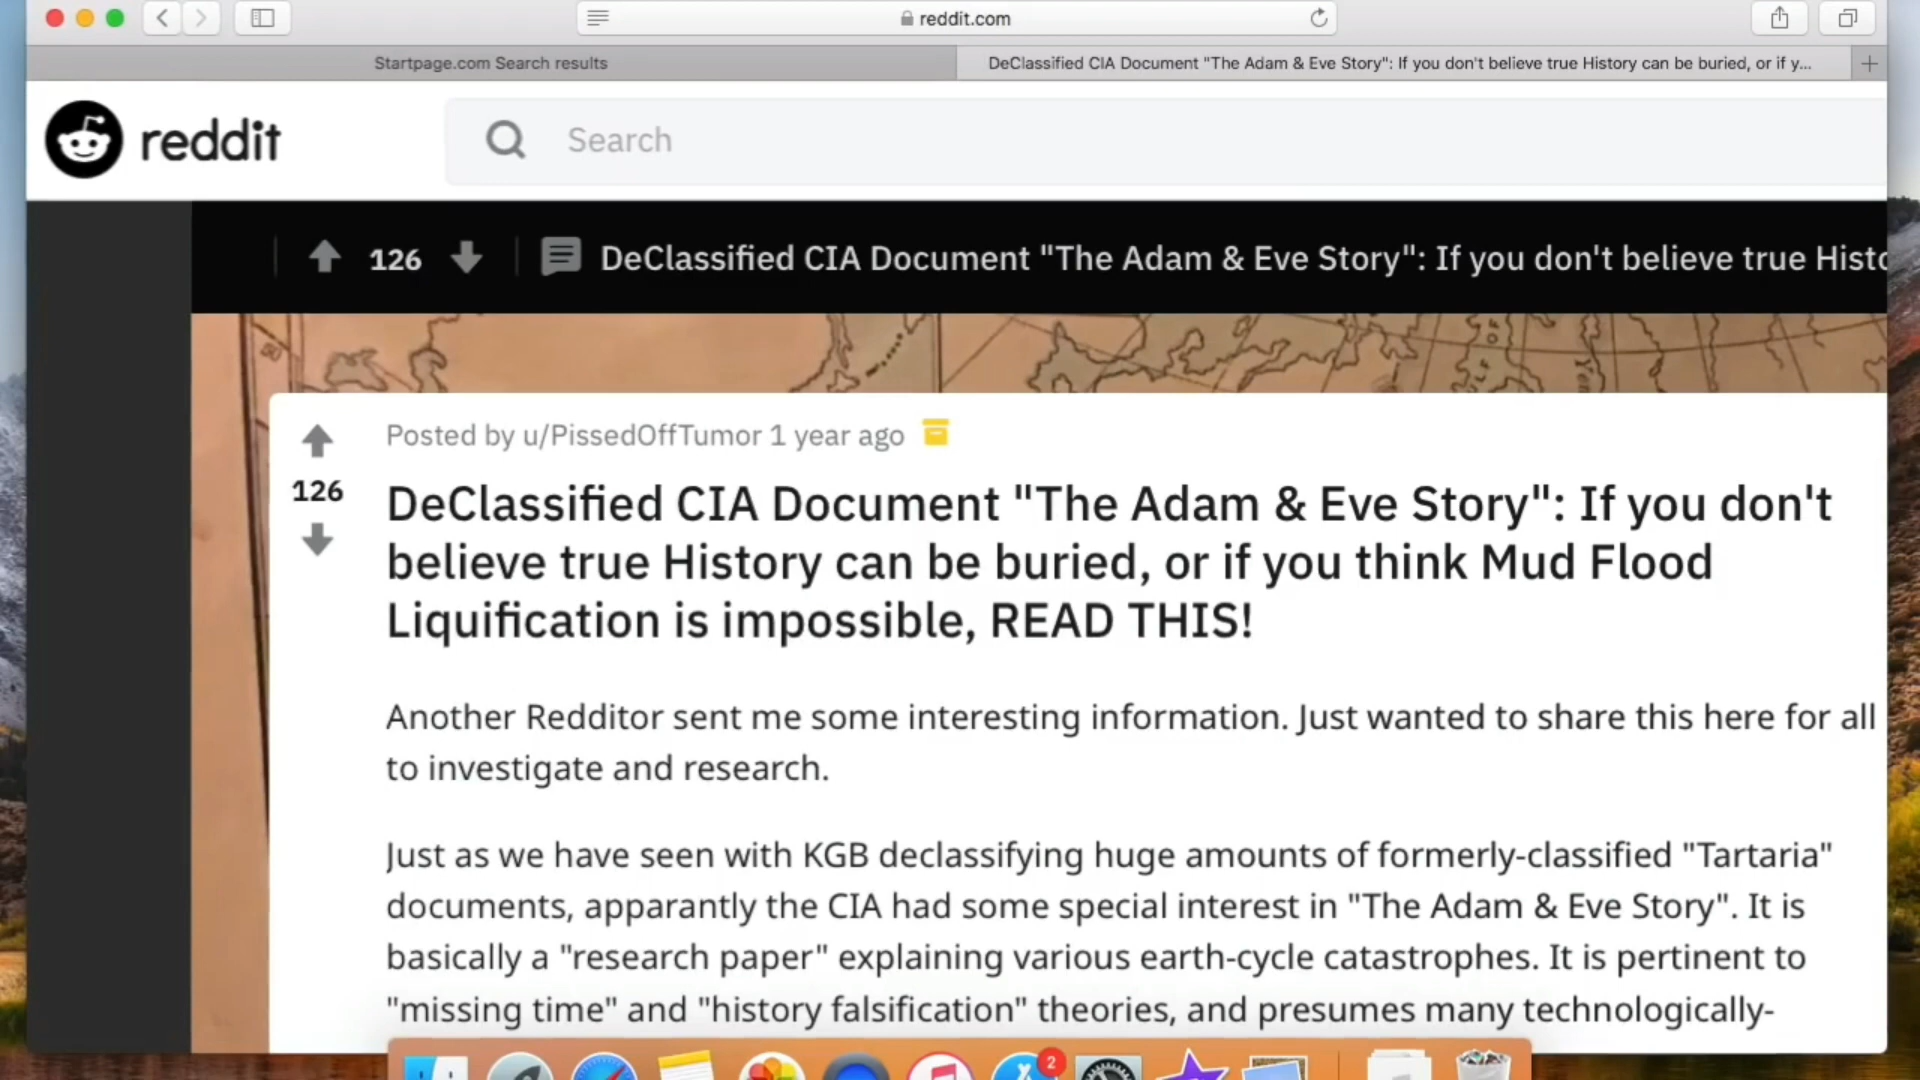 reddit.com
Startpage.com Search results
DeClassified CIA Document "The Adam & Eve Story": If you don't believe true History can be buried, or if y...
reddit
Search
126
DeClassified CIA Document "The Adam & Eve Story": If you don't believe true Histo
Posted by u/PissedOffTumor 1 year ago
126
DeClassified CIA Document "The Adam & Eve Story": If you don't
believe true History can be buried, or if you think Mud Flood
Liquification is impossible, READ THIS!
Another Redditor sent me some interesting information. Just wanted to share this here for all
to investigate and research.
Just as we have seen with KGB declassifying huge amounts of formerly-classified "Tartaria"
documents, apparantly the CIA had some special interest in "The Adam & Eve Story". It is
basically a "research paper" explaining various earth-cycle catastrophes. It is pertinent to
"missing time" and "history falsification" theories, and presumes many technologically-
2